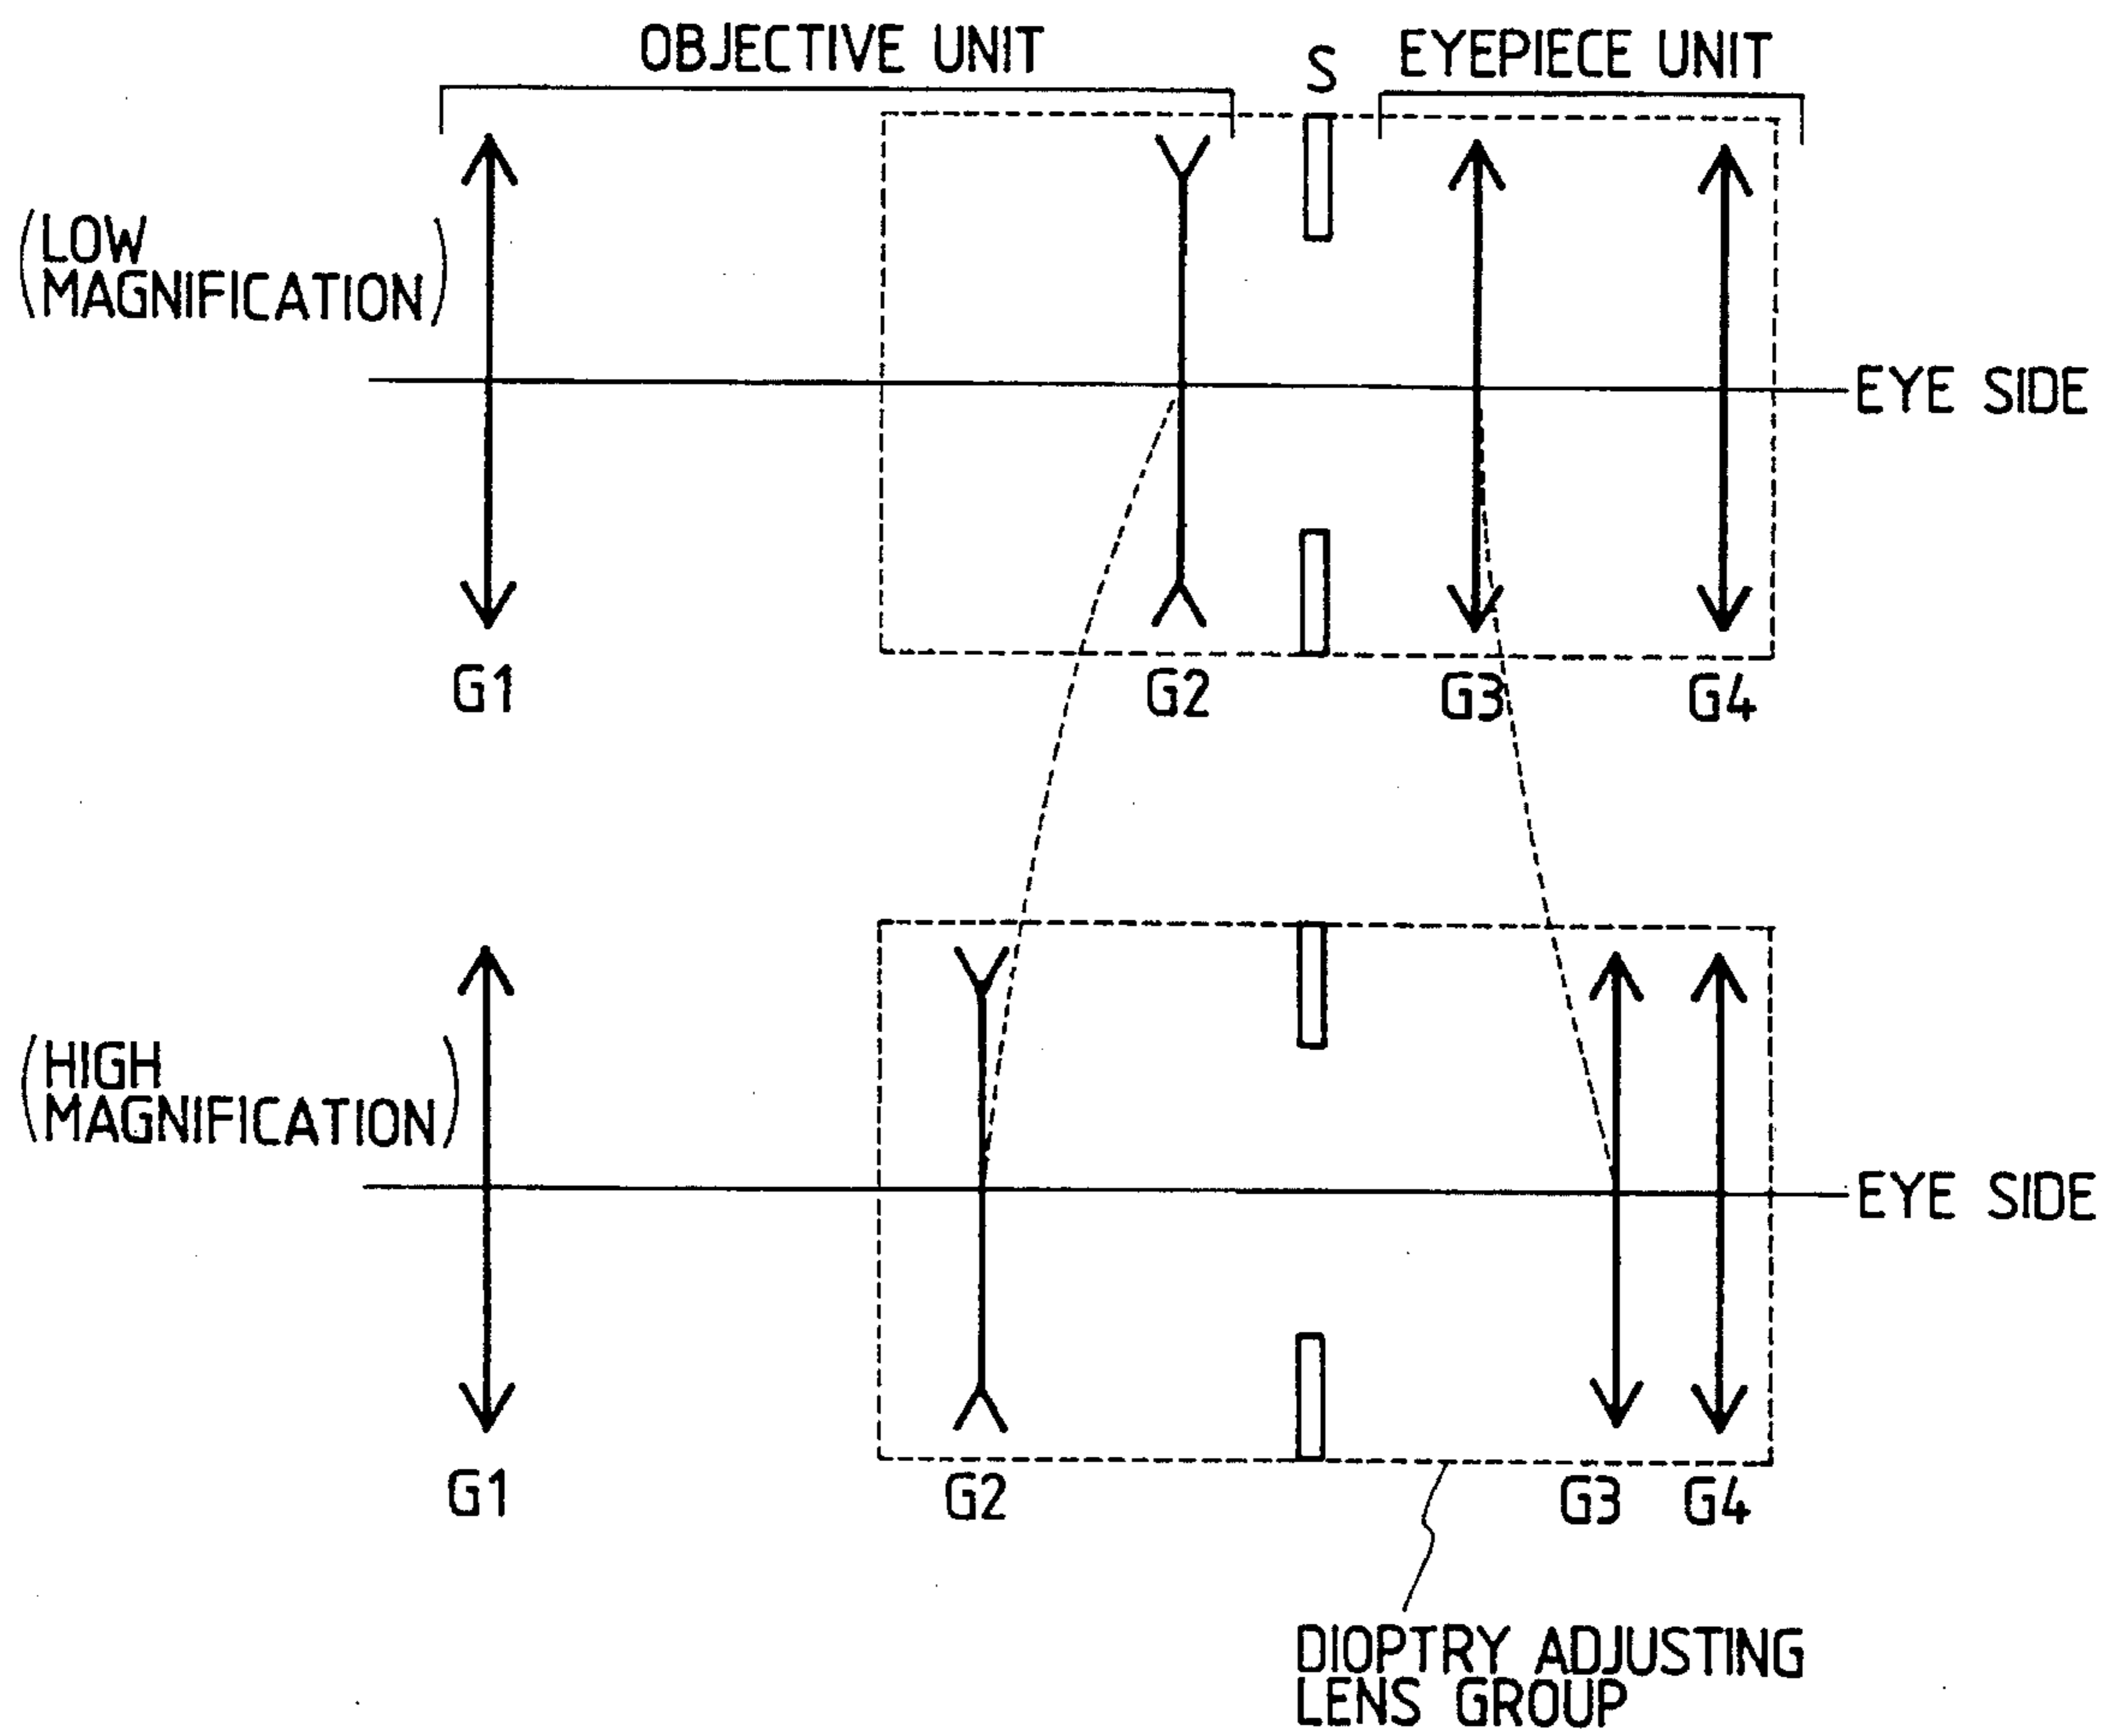 OBJECTIVE UNIT
S
EYEPIECE UNIT
(LOW
MAGNIFICATION)
EYE SIDE
G1
G2
G3
G4
(HIGH
MAGNIFICATION)
EYE SIDE
G1
G2
G3
G4
DIOPTRY ADJUSTING
LENS GROUP